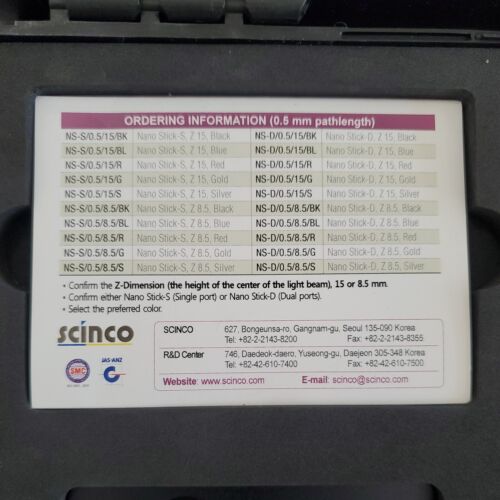 ORDERING INFORMATION (0.5 mm pathlength)
NS-S/0.5/15/BK Nano Stick-S, Z 15, Black NS-D/0.5/15/BK Nano Stick-D, Z 15, Black
NS-S/0.5/15/BL Nano Stick-S, Z 15, Blue NS-D/0.5/15/BL Nano Stick-D, Z 15, Blue
NS-S/0.5/15/R Nano Stick-S, Z 15, Red NS-D/0.5/15/R Nano Stick-D, Z 15, Red
NS-S/0.5/15/G Nano Stick-S, Z 15, Gold NS-D/0.5/15/G Nano Stick-D, Z 15, Gold
NS-S/0.5/15/S Nano Stick-S, Z 15, Silver NS-D/0.5/15/S Nano Stick-D, Z 15, Silver
NS-S/0.5/8.5/BK Nano Stick-S, Z 8.5, Black NS-D/0.5/8.5/BK Nano Stick-D, Z 8.5, Black
NS-S/0.5/8.5/BL Nano Stick-S, Z 8.5, Blue NS-D/0.5/8.5/BL Nano Stick-D, Z 8.5, Blue
NS-S/0.5/8.5/R Nano Stick-S, Z 8.5, Red NS-D/0.5/8.5/R Nano Stick-D, Z 8.5, Red
NS-S/0.5/8.5/G Nano Stick-S, Z 8.5, Gold NS-D/0.5/8.5/G Nano Stick-D, Z 8.5, Gold
NS-S/0.5/8.5/S Nano Stick-S, Z 8.5, Silver NS-D/0.5/8.5/S Nano Stick-D, Z 8.5, Silver
• Confirm the Z-Dimension (the height of the center of the light beam), 15 or 8.5 mm.
• Confirm either Nano Stick-S (Single port) or Nano Stick-D (Dual ports).
• Select the preferred color.
scinco
JAS-ANZ
SMC
SCINCO 627, Bongeunsa-ro, Gangnam-gu, Seoul 135-090 Korea
Tel: +82-2-2143-8200 Fax: +82-2-2143-8355
R&D Center 746, Daedeok-daero, Yuseong-gu, Daejeon 305-348 Korea
Tel: +82-42-610-7400 Fax: +82-42-610-7500
Website: www.scinco.com E-mail: scinco@scinco.com